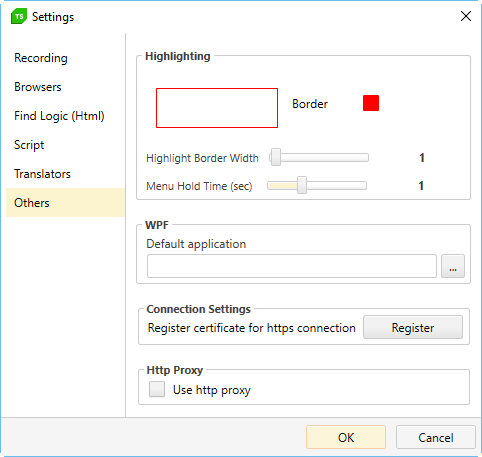 TS Settings
Recording
Browsers
Find Logic (Html)
Script
Translators
Others
Highlighting
Border
Highlight Border Width 1
Menu Hold Time (sec) 1
WPF
Default application
...
Connection Settings
Register certificate for https connection Register
Http Proxy
Use http proxy
OK Cancel